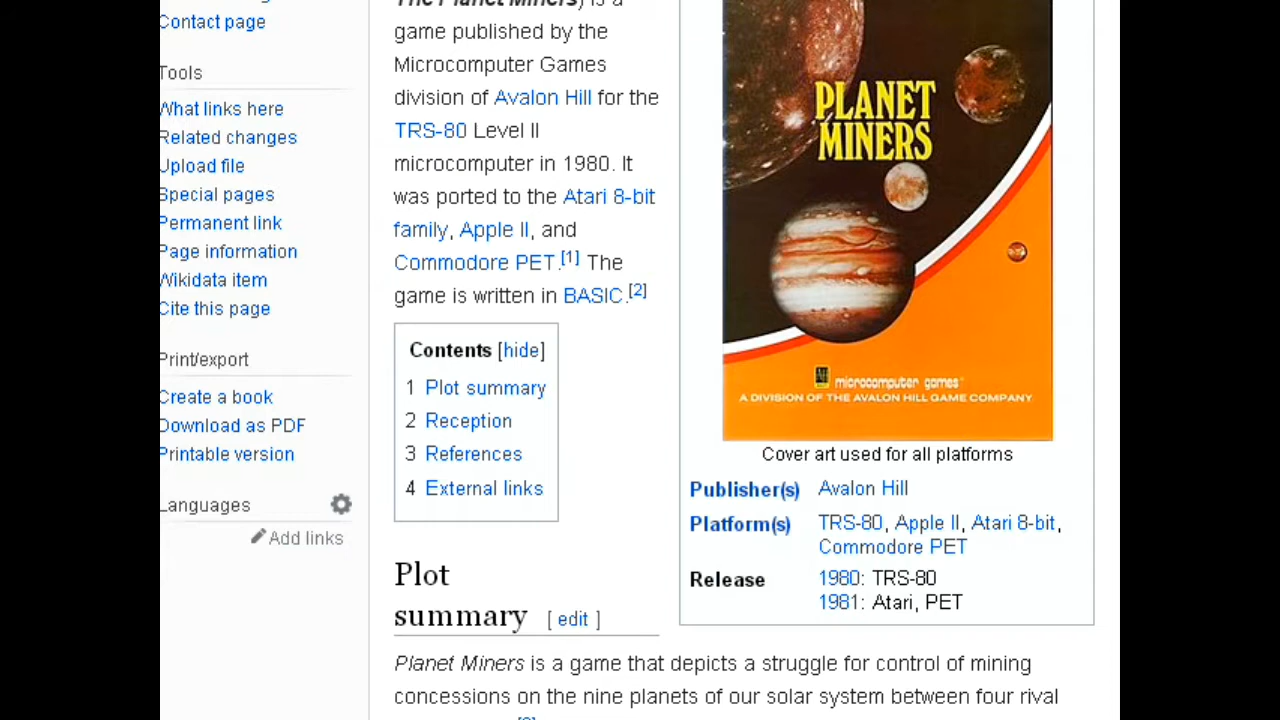 Contact page
Tools
What links here
Related changes
Upload file
Special pages
Permanent link
Page information
Wikidata item
Cite this page
Print/export
Create a book
Download as PDF
Printable version
Languages
Add links
The Planet Miners) is a
game published by the
Microcomputer Games
division of Avalon Hill for the
TRS-80 Level II
microcomputer in 1980. It
was ported to the Atari 8-bit
family, Apple II, and
Commodore PET.[1] The
game is written in BASIC.[2]
Contents [hide]
1 Plot summary
2 Reception
3 References
4 External links
Plot
summary [ edit ]
Planet Miners is a game that depicts a struggle for control of mining
concessions on the nine planets of our solar system between four rival
PLANET
MINERS
microcomputer games
A DIVISION OF THE AVALON HILL GAME COMPANY
Cover art used for all platforms
Publisher(s) Avalon Hill
Platform(s) TRS-80, Apple II, Atari 8-bit,
Commodore PET
Release 1980: TRS-80
1981: Atari, PET